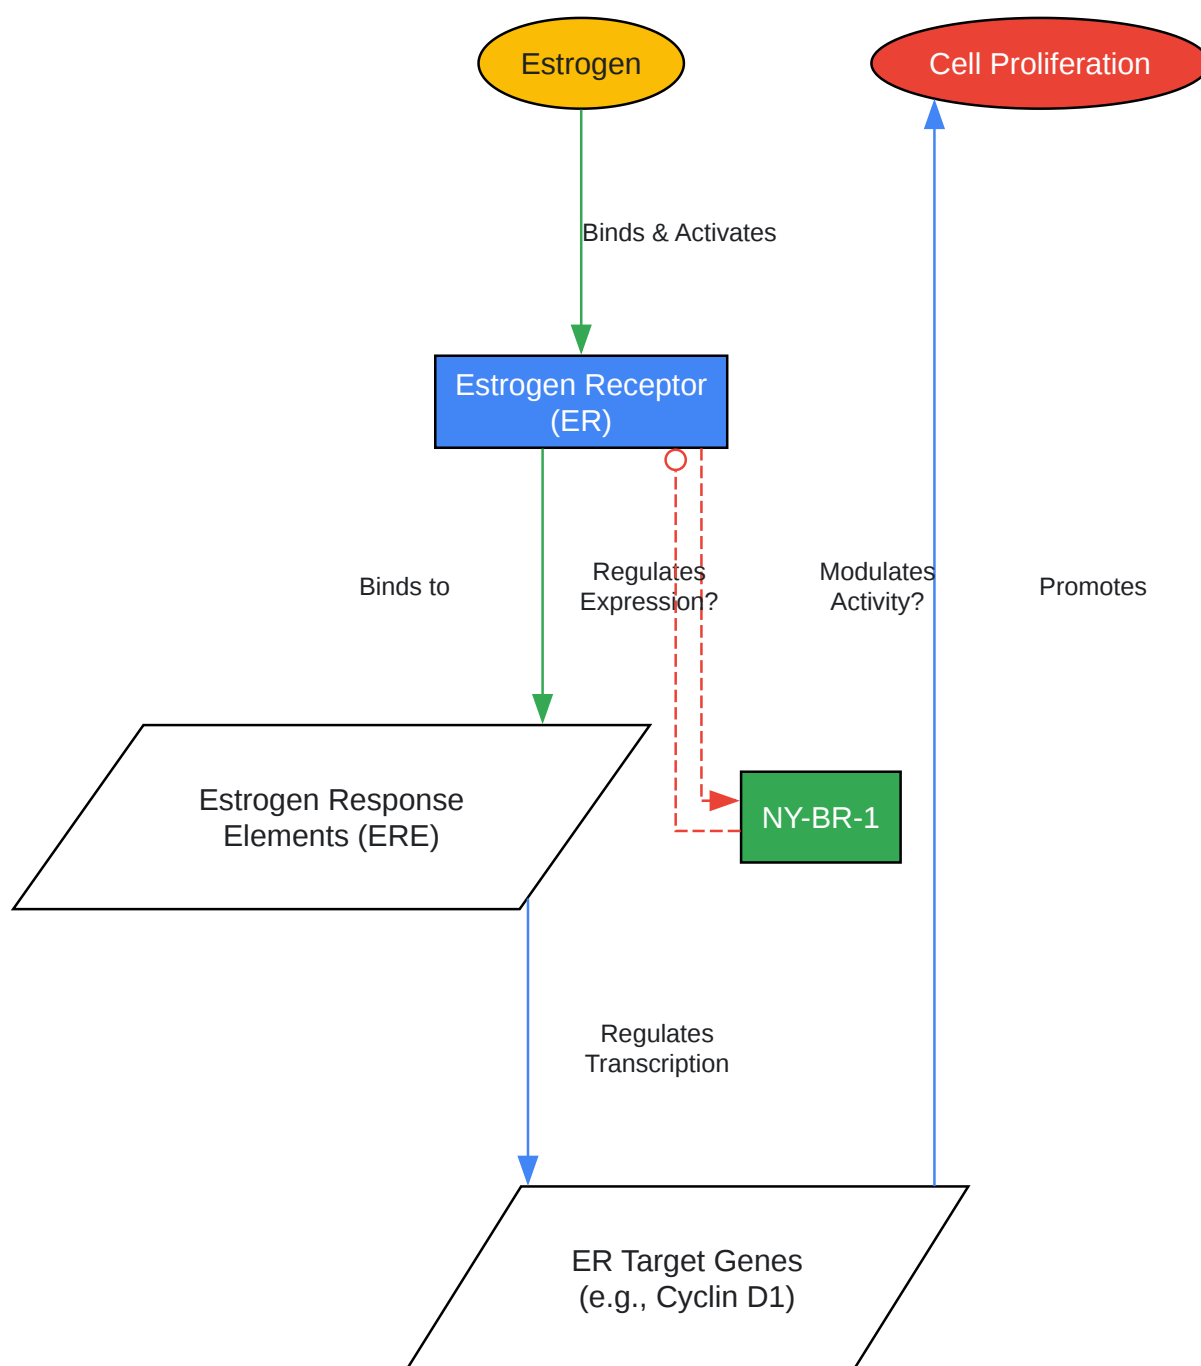 Estrogen
Cell Proliferation
Binds & Activates
Estrogen Receptor
(ER)
Binds to
Regulates
Expression?
Modulates
Activity?
Promotes
Estrogen Response
Elements (ERE)
NY-BR-1
Regulates
Transcription
ER Target Genes
(e.g., Cyclin D1)